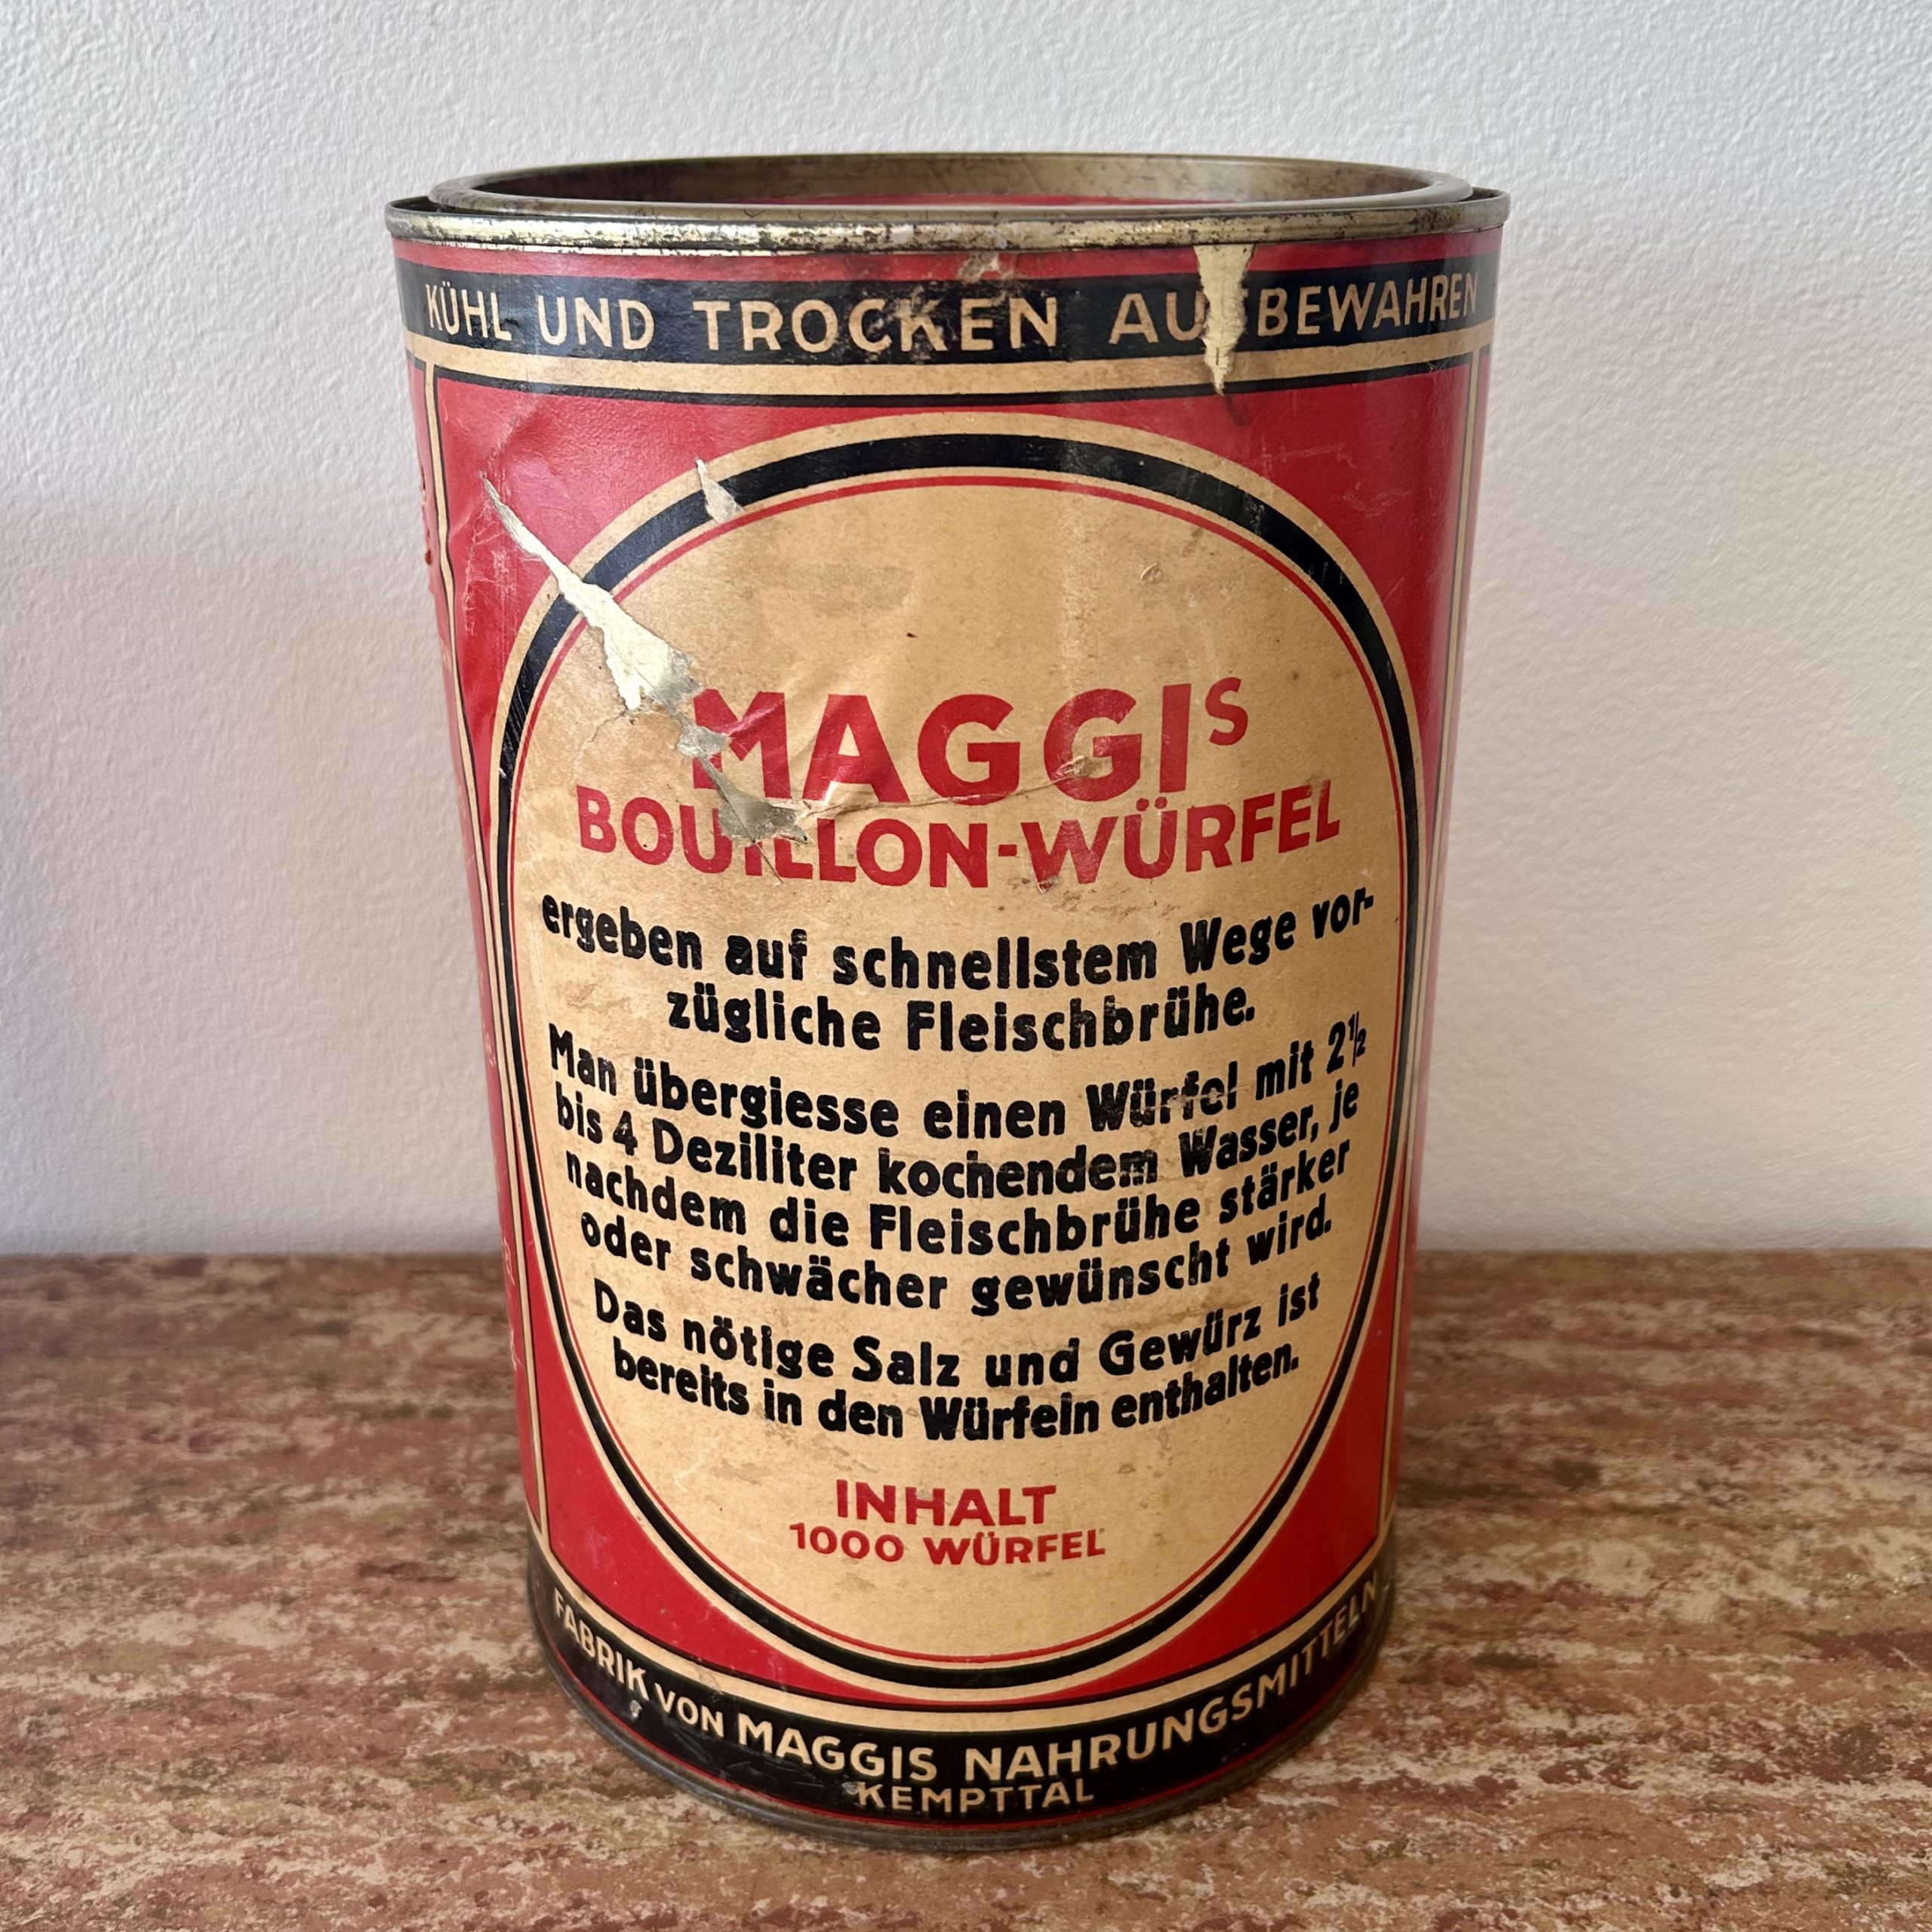 KÜHL UND TROCKEN AUFBEWAHREN
MAGGIS
BOUILLON-WÜRFEL
ergeben auf schnellstem Wege vor-
zügliche Fleischbrühe.
Man übergiesse einen Würfel mit 2½
bis 4 Deziliter kochendem Wasser, je
nachdem die Fleischbrühe stärker
oder schwächer gewünscht wird.
Das nötige Salz und Gewürz ist
bereits in den Würfeln enthalten.
INHALT
1000 WÜRFEL
FABRIK VON MAGGIS NAHRUNGSMITTELN
KEMPTTAL